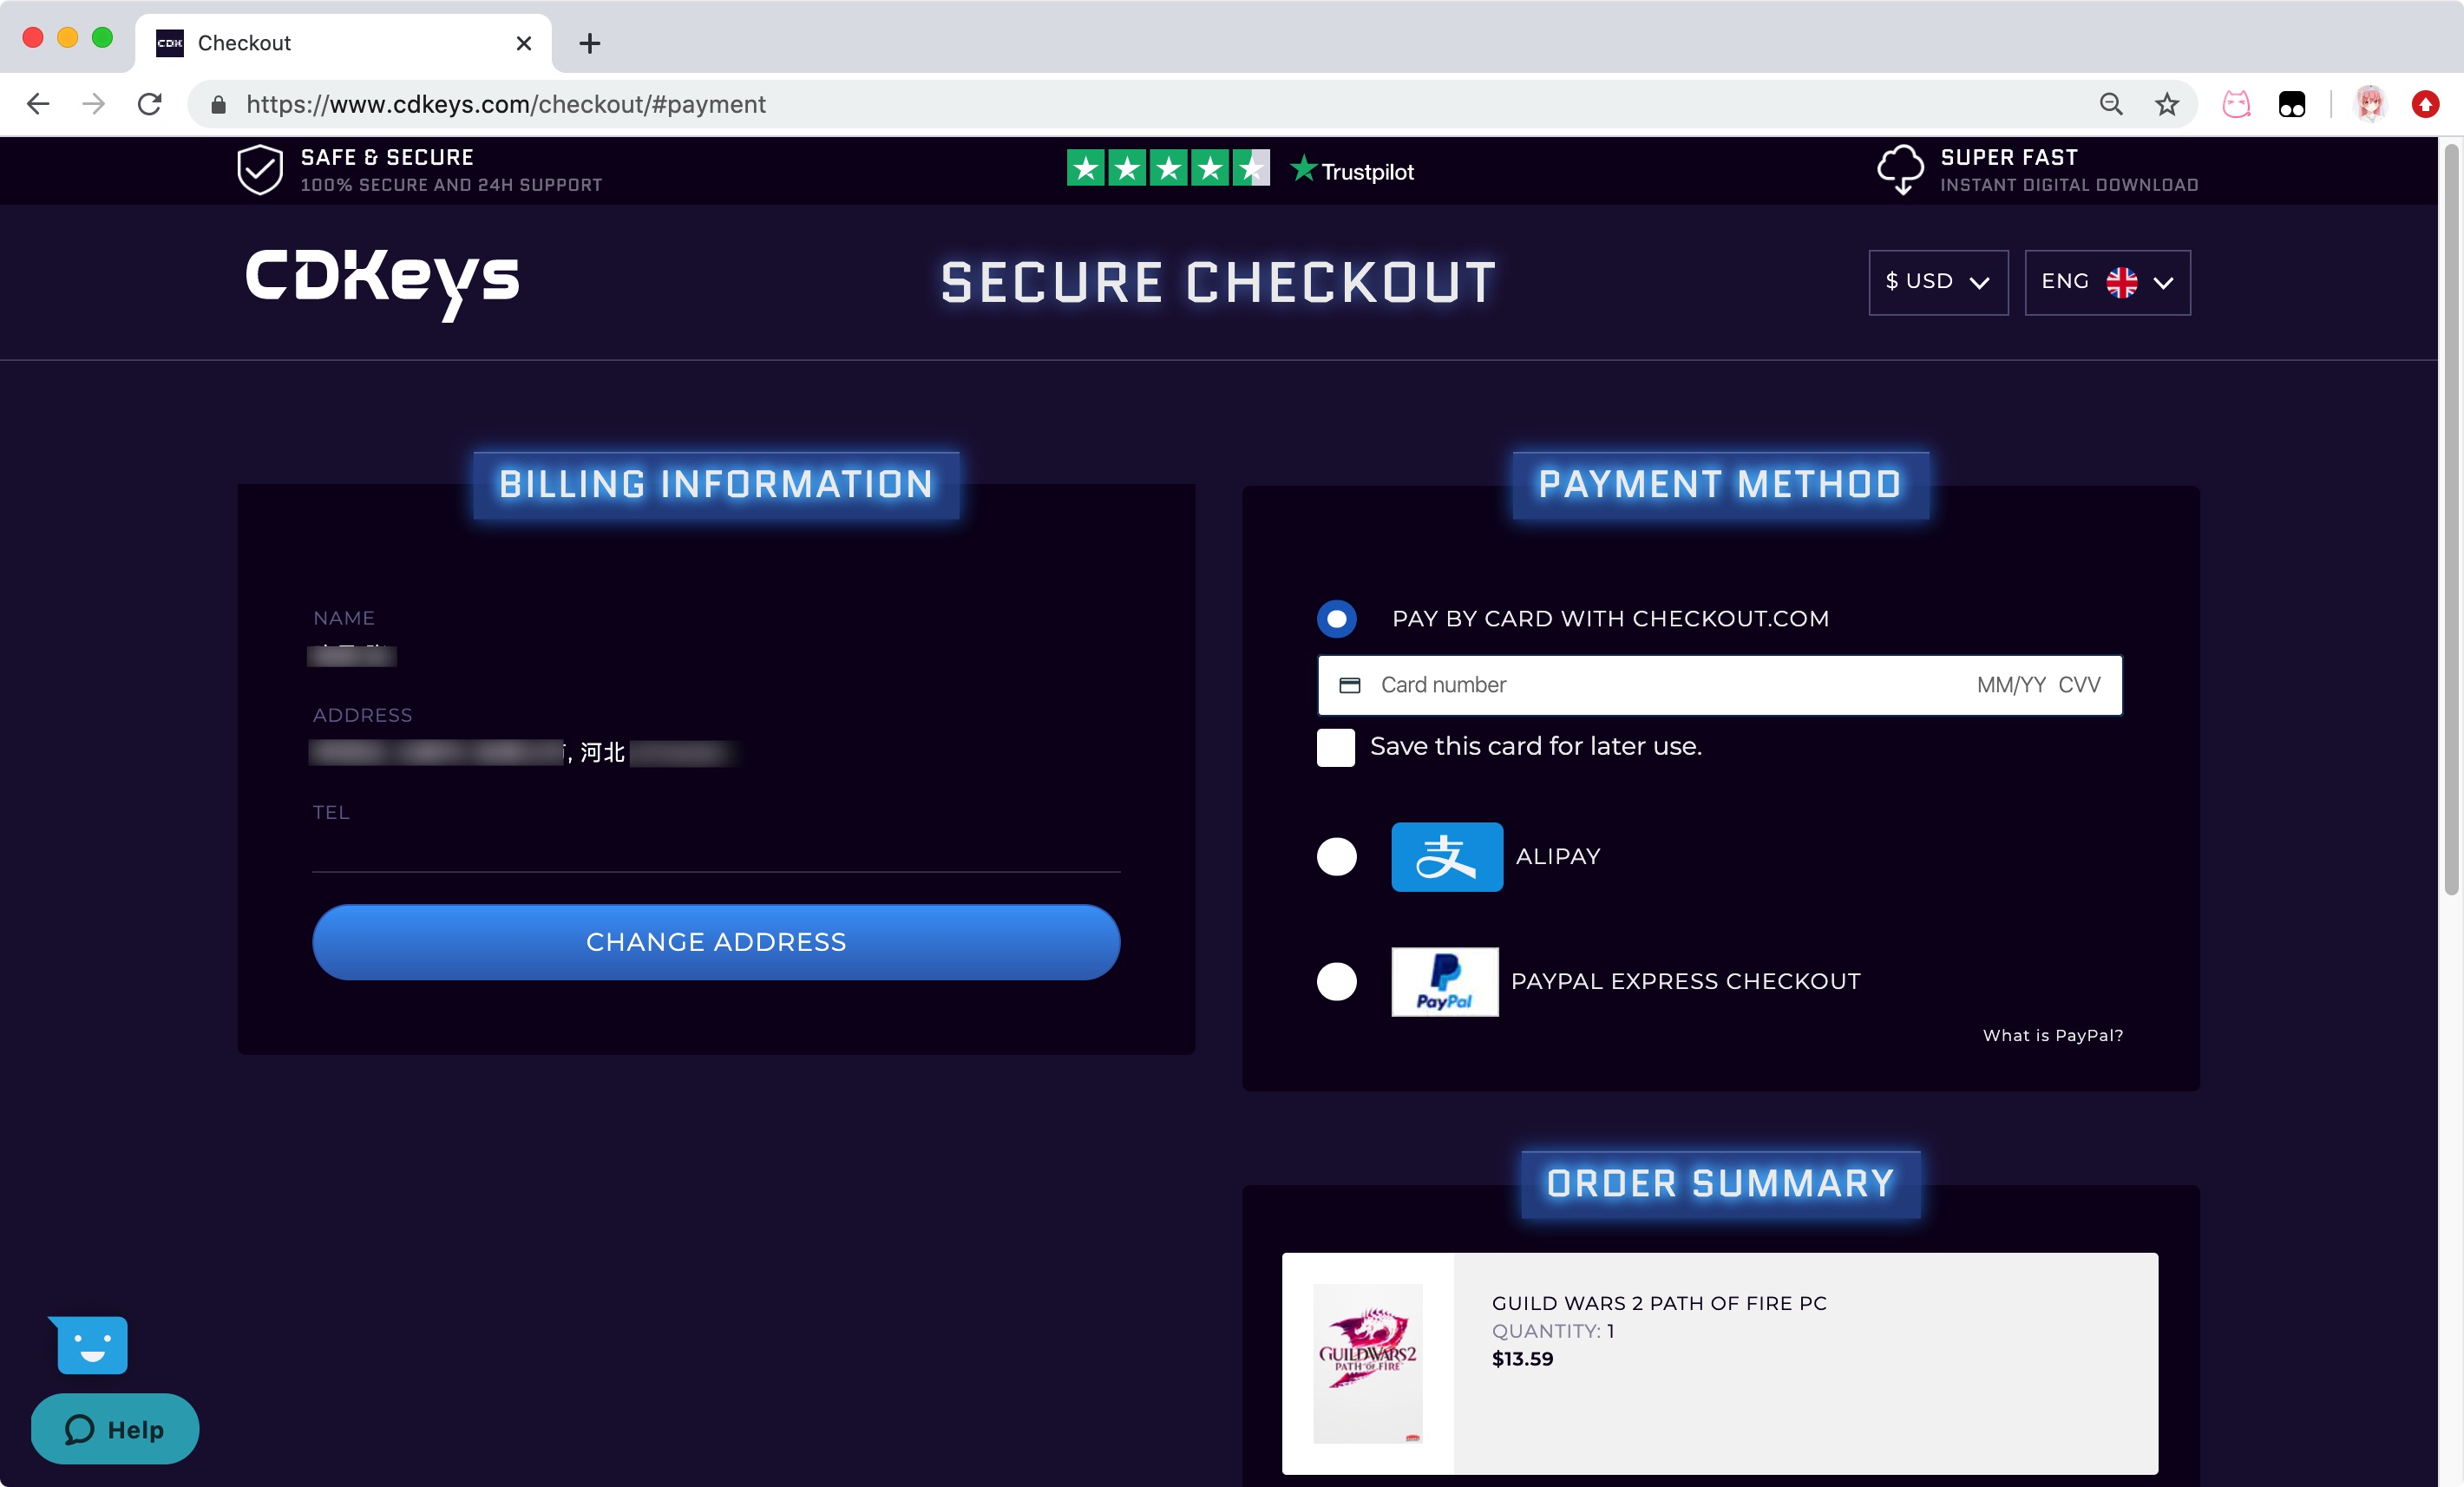 CDK Checkout
https://www.cdkeys.com/checkout/#payment
SAFE & SECURE
100% SECURE AND 24H SUPPORT
Trustpilot
SUPER FAST
INSTANT DIGITAL DOWNLOAD
CDKeys
SECURE CHECKOUT
$ USD
ENG
BILLING INFORMATION
NAME
ADDRESS
, 河北
TEL
CHANGE ADDRESS
PAYMENT METHOD
PAY BY CARD WITH CHECKOUT.COM
Card number MM/YY CVV
Save this card for later use.
支 ALIPAY
PayPal PAYPAL EXPRESS CHECKOUT
What is PayPal?
ORDER SUMMARY
GUILD WARS 2
PATH OF FIRE
GUILD WARS 2 PATH OF FIRE PC
QUANTITY: 1
$13.59
Help